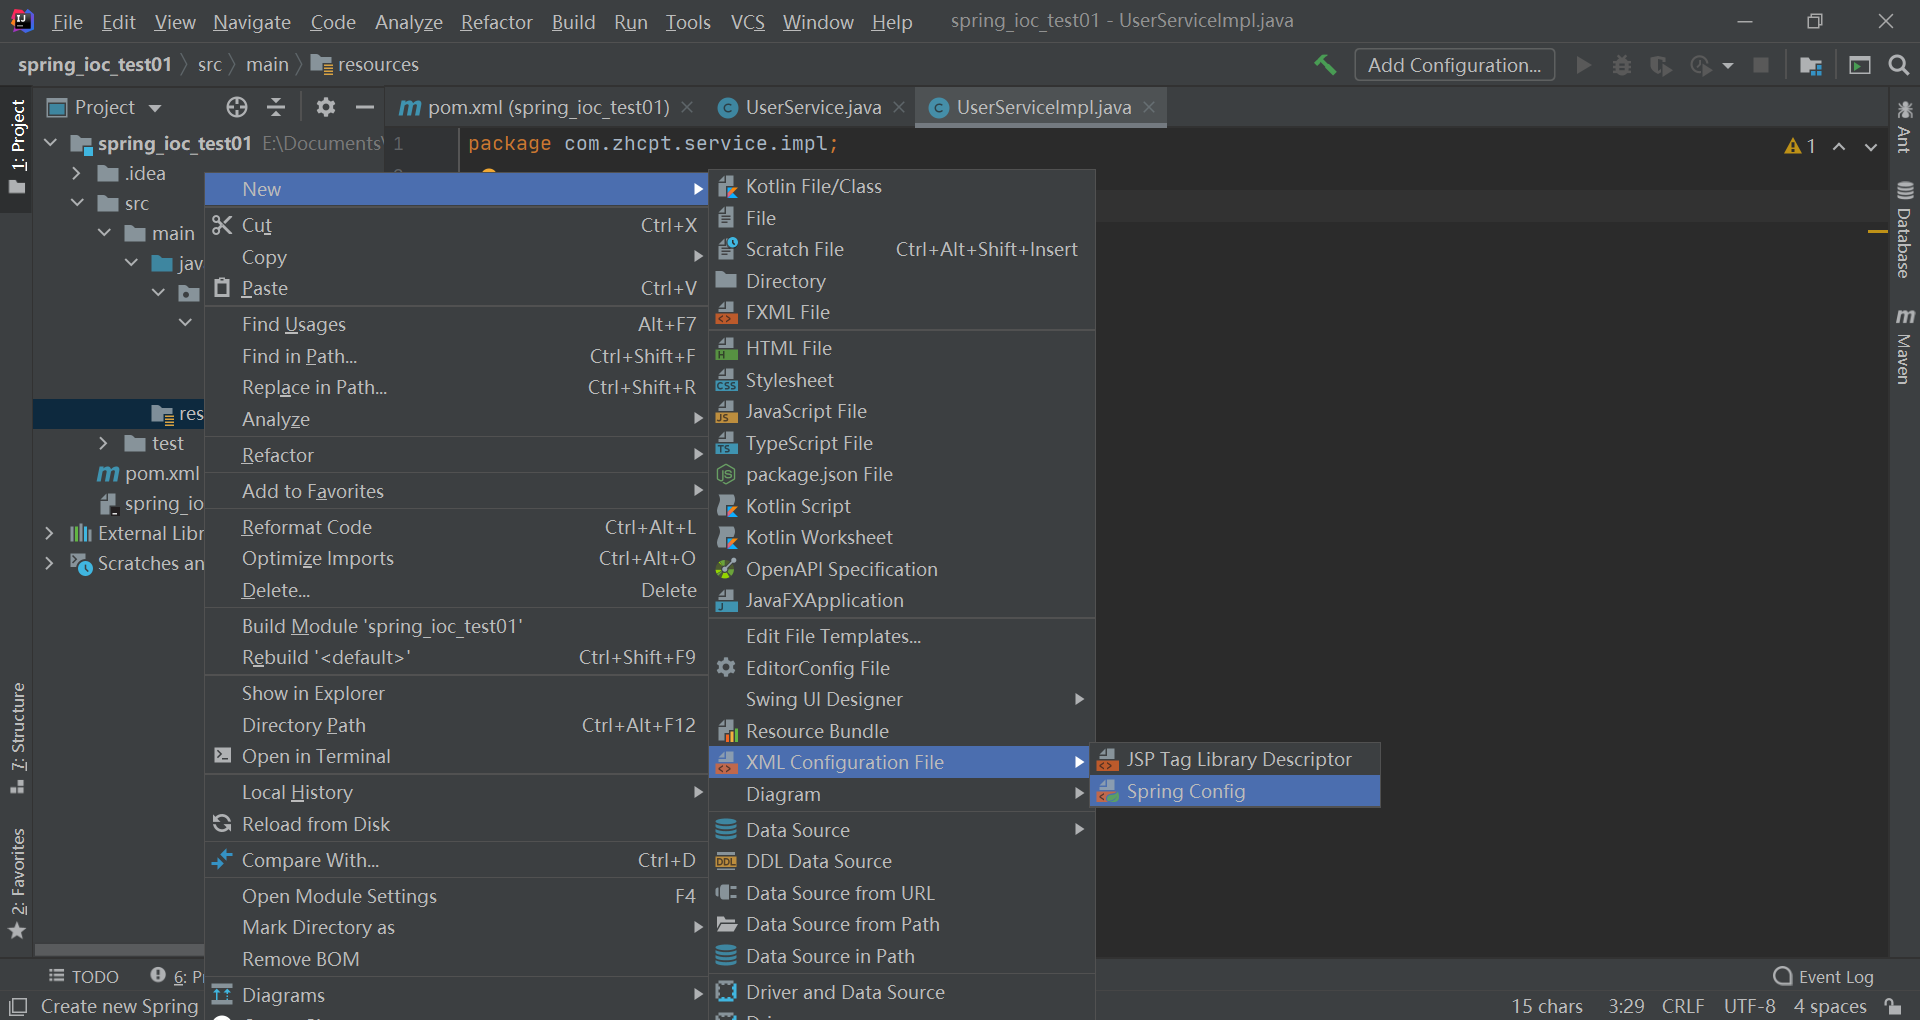 File Edit View Navigate Code Analyze Refactor Build Run Tools VCS Window Help spring_ioc_test01 - UserServiceImpl.java
spring_ioc_test01 src main resources Add Configuration...
1: Project
Project
pom.xml (spring_ioc_test01)
UserService.java
UserServiceImpl.java
spring_ioc_test01 E:\Documents\
.idea
src
main
jav
res
test
pom.xml
spring_io
External Libr
Scratches an
1 package com.zhcpt.service.impl;
1
New
Cut Ctrl+X
Copy
Paste Ctrl+V
Find Usages Alt+F7
Find in Path... Ctrl+Shift+F
Replace in Path... Ctrl+Shift+R
Analyze
Refactor
Add to Favorites
Reformat Code Ctrl+Alt+L
Optimize Imports Ctrl+Alt+O
Delete... Delete
Build Module 'spring_ioc_test01'
Rebuild '<default>' Ctrl+Shift+F9
Show in Explorer
Directory Path Ctrl+Alt+F12
Open in Terminal
Local History
Reload from Disk
Compare With... Ctrl+D
Open Module Settings F4
Mark Directory as
Remove BOM
Diagrams
Kotlin File/Class
File
Scratch File Ctrl+Alt+Shift+Insert
Directory
FXML File
HTML File
Stylesheet
JavaScript File
TypeScript File
package.json File
Kotlin Script
Kotlin Worksheet
OpenAPI Specification
JavaFXApplication
Edit File Templates...
EditorConfig File
Swing UI Designer
Resource Bundle
XML Configuration File
Diagram
Data Source
DDL Data Source
Data Source from URL
Data Source from Path
Data Source in Path
Driver and Data Source
JSP Tag Library Descriptor
Spring Config
Ant
Database
Maven
7: Structure
2: Favorites
TODO 6: P Event Log
Create new Spring 15 chars 3:29 CRLF UTF-8 4 spaces